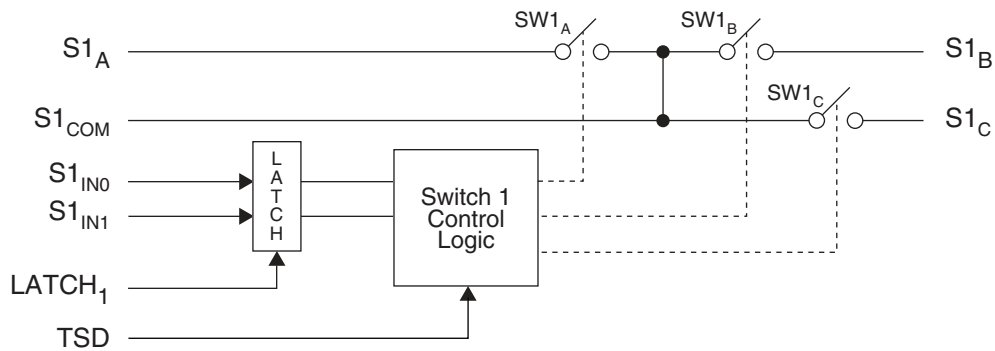 SW1A
SW1B
S1A
S1B
SW1C
S1COM
S1C
S1IN0
S1IN1
LATCH
Switch 1
Control
Logic
LATCH1
TSD